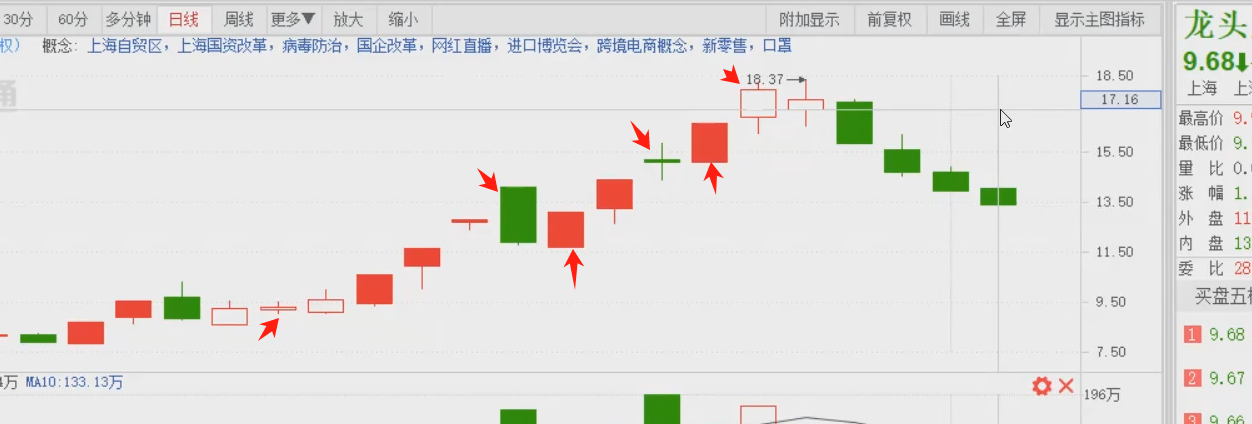 30分 60分 多分钟 日线 周线 更多▼ 放大 缩小 附加显示 前复权 画线 全屏 显示主图指标
权) 概念: 上海自贸区, 上海国资改革, 病毒防治, 国企改革, 网红直播, 进口博览会, 跨境电商概念, 新零售, 口罩
18.37
18.50
17.16
15.50
13.50
11.50
9.50
7.50
万 MA10:133.13万
196万
龙头
9.68⬇
上海 上
最高价 9.
最低价 9.
量 比 0.
涨 幅 1.
外 盘 11
内 盘 13
委 比 28
买盘五
1 9.68
2 9.67
3 9.66